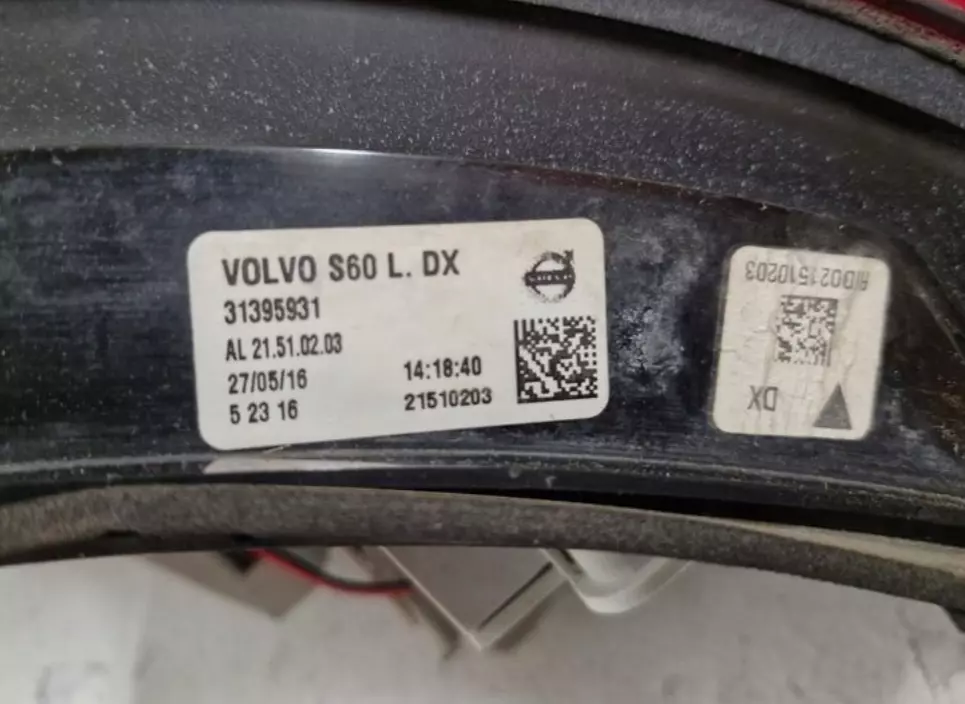 VOLVO S60 L. DX
31395931
AL 21.51.02.03
27/05/16
14:18:40
5 23 16
21510203
AID021510203
DX